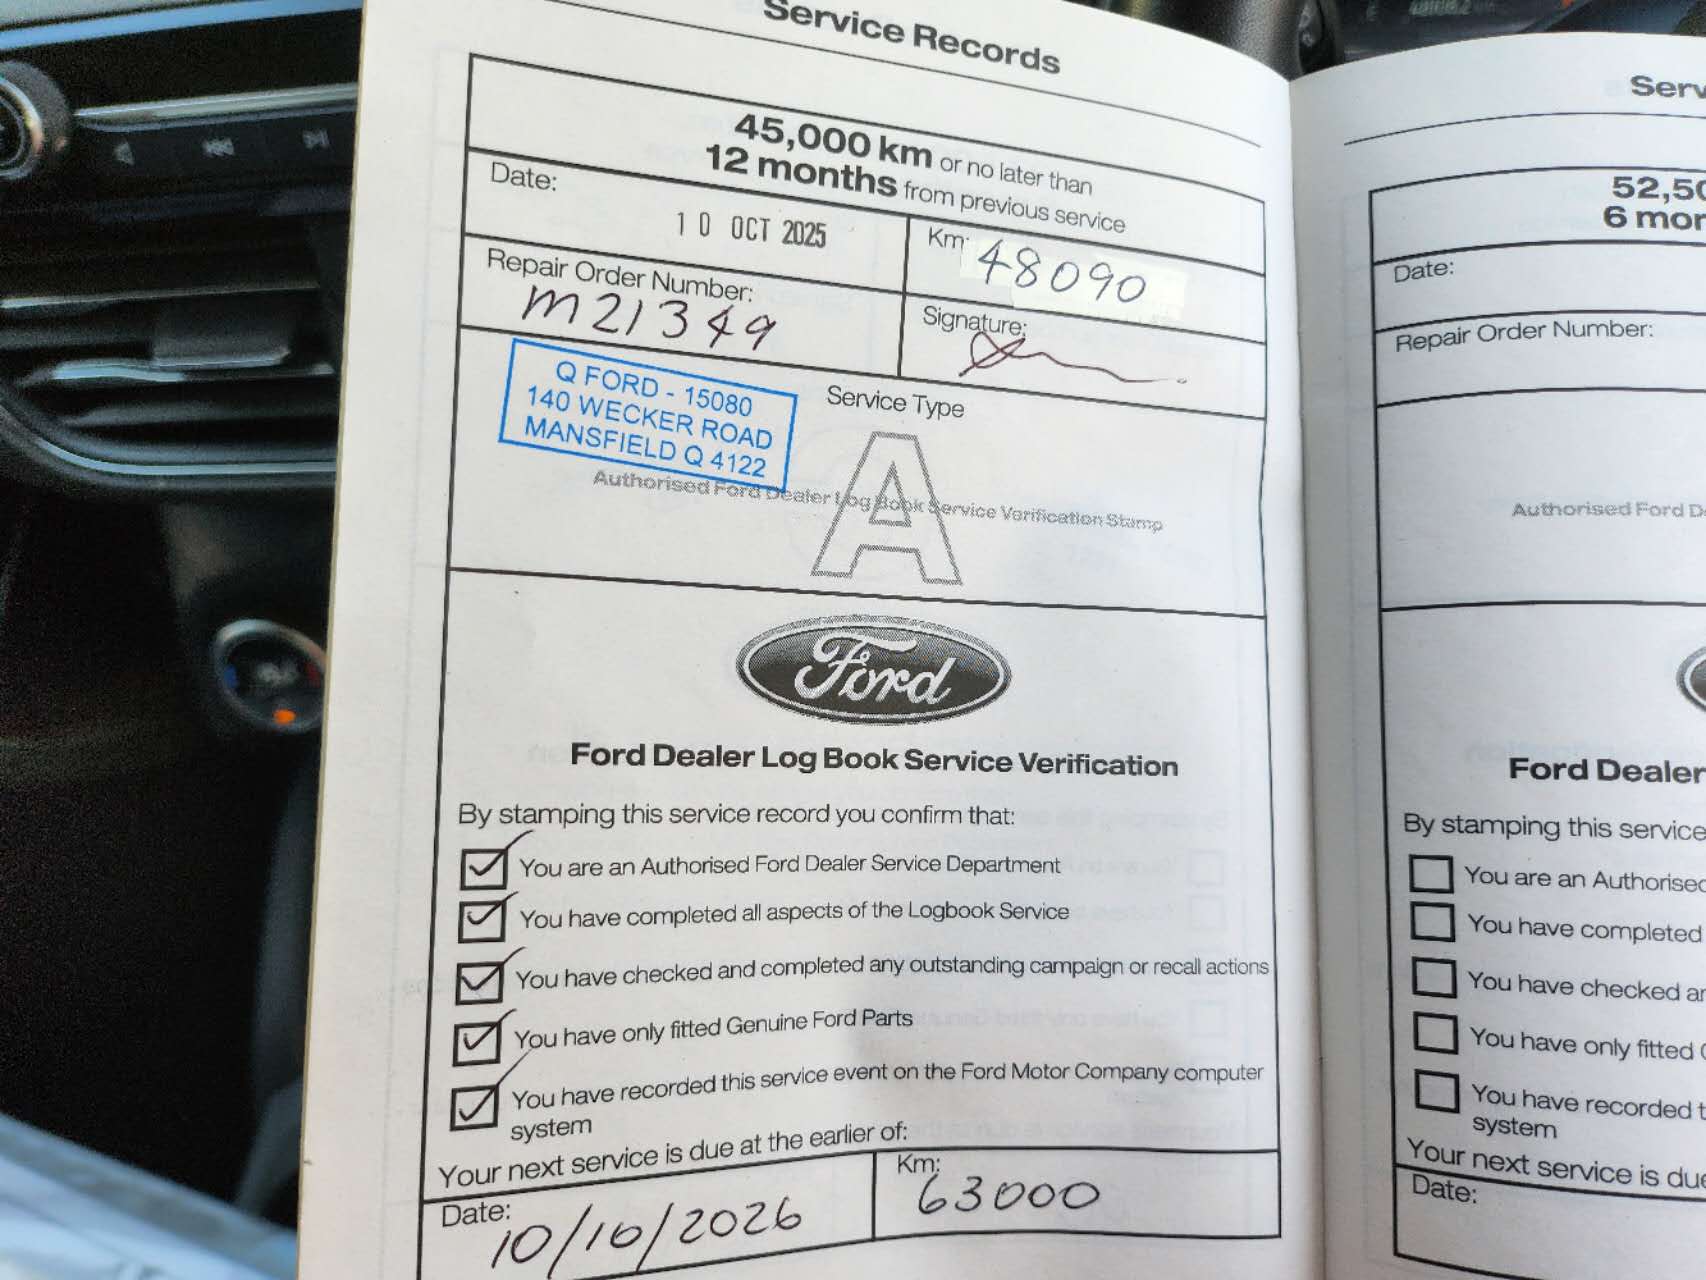 Service Records
45,000 km or no later than
12 months from previous service
Date:
10 OCT 2025
Km: 48090
Repair Order Number:
M21349
Signature:
Q FORD - 15080
140 WECKER ROAD
MANSFIELD Q 4122
Service Type
A
Authorised Ford Dealer Log Book Service Verification Stamp
Ford
Ford Dealer Log Book Service Verification
By stamping this service record you confirm that:
You are an Authorised Ford Dealer Service Department
You have completed all aspects of the Logbook Service
You have checked and completed any outstanding campaign or recall actions
You have only fitted Genuine Ford Parts
You have recorded this service event on the Ford Motor Company computer
system
Your next service is due at the earlier of:
Date:
10/10/2026
Km:
63000
Serv
52,50
6 mor
Date:
Repair Order Number:
Authorised Ford D
Ford Dealer
By stamping this service
You are an Authorised
You have completed
You have checked an
You have only fitted
You have recorded t
system
Your next service is due
Date: